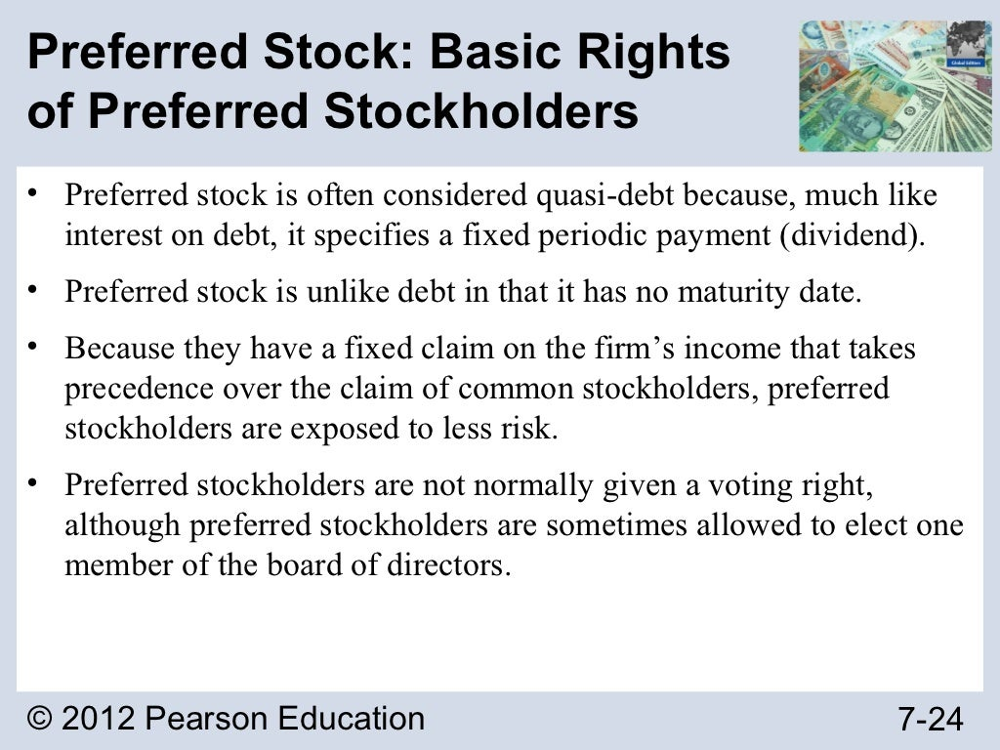 Preferred Stock: Basic Rights
of Preferred Stockholders
Global Edition
• Preferred stock is often considered quasi-debt because, much like
interest on debt, it specifies a fixed periodic payment (dividend).
• Preferred stock is unlike debt in that it has no maturity date.
• Because they have a fixed claim on the firm’s income that takes
precedence over the claim of common stockholders, preferred
stockholders are exposed to less risk.
• Preferred stockholders are not normally given a voting right,
although preferred stockholders are sometimes allowed to elect one
member of the board of directors.
© 2012 Pearson Education
7-24